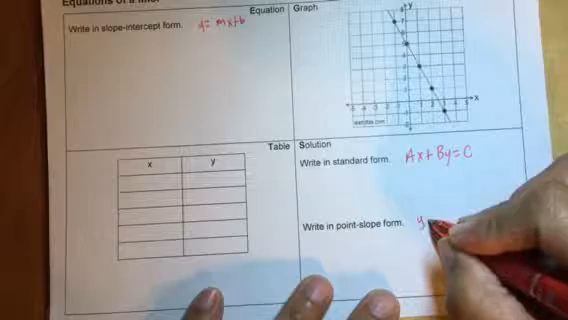 Equations of a line.
Equation
Write in slope-intercept form. y = mx+b
Graph
y
x
Table
x y
Solution
Write in standard form. Ax + By = C
Write in point-slope form. y